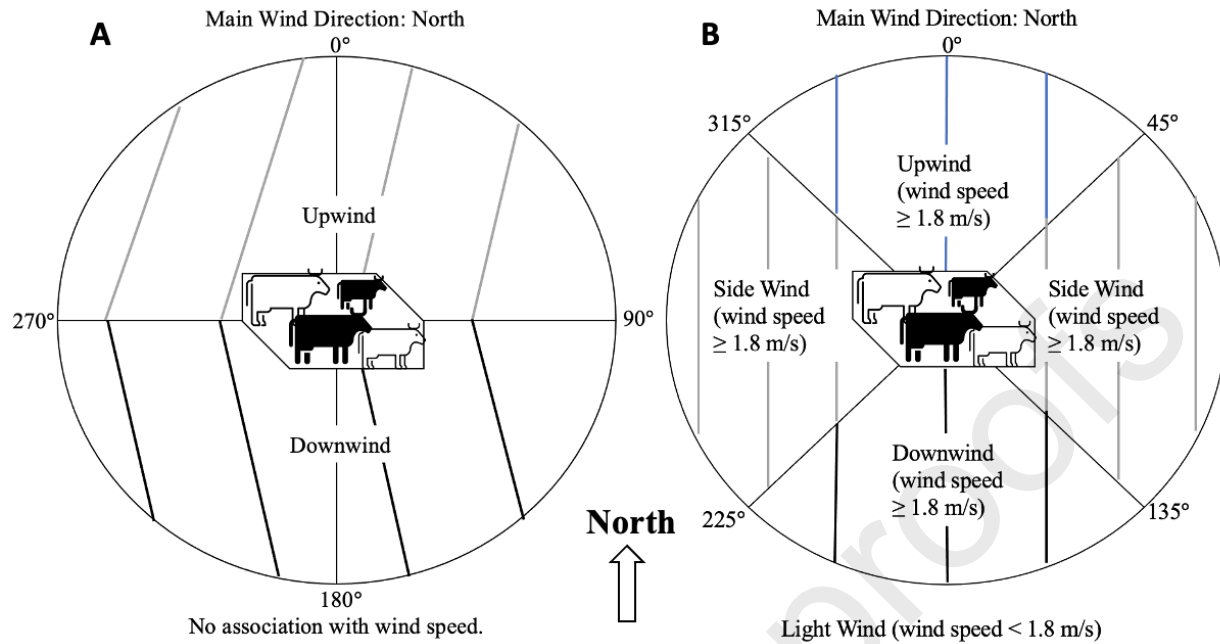 A
Main Wind Direction: North
0°
Upwind
270°
90°
Downwind
180°
No association with wind speed.
North
B
Main Wind Direction: North
0°
315°
45°
Upwind
(wind speed
≥ 1.8 m/s)
Side Wind
(wind speed
≥ 1.8 m/s)
Side Wind
(wind speed
≥ 1.8 m/s)
Downwind
(wind speed
≥ 1.8 m/s)
225°
135°
Light Wind (wind speed < 1.8 m/s)
proofs